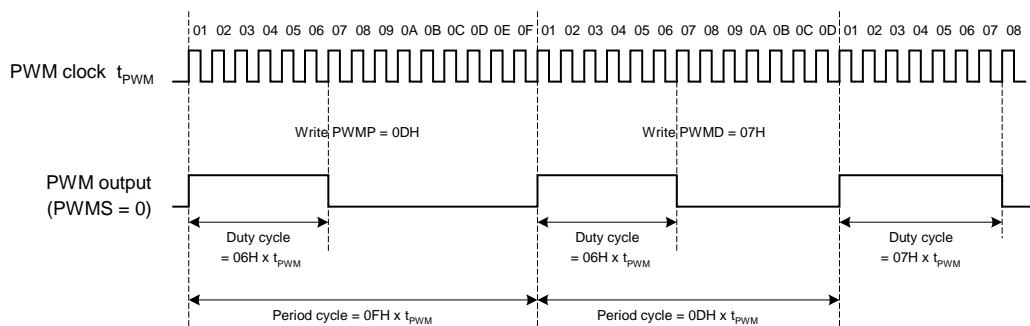 01 02 03 04 05 06 07 08 09 0A 0B 0C 0D 0E 0F 01 02 03 04 05 06 07 08 09 0A 0B 0C 0D 01 02 03 04 05 06 07 08
PWM clock tPWM
Write PWMP = 0DH Write PWMD = 07H
PWM output
(PWMS = 0)
Duty cycle Duty cycle Duty cycle
= 06H x tPWM = 06H x tPWM = 07H x tPWM
Period cycle = 0FH x tPWM Period cycle = 0DH x tPWM